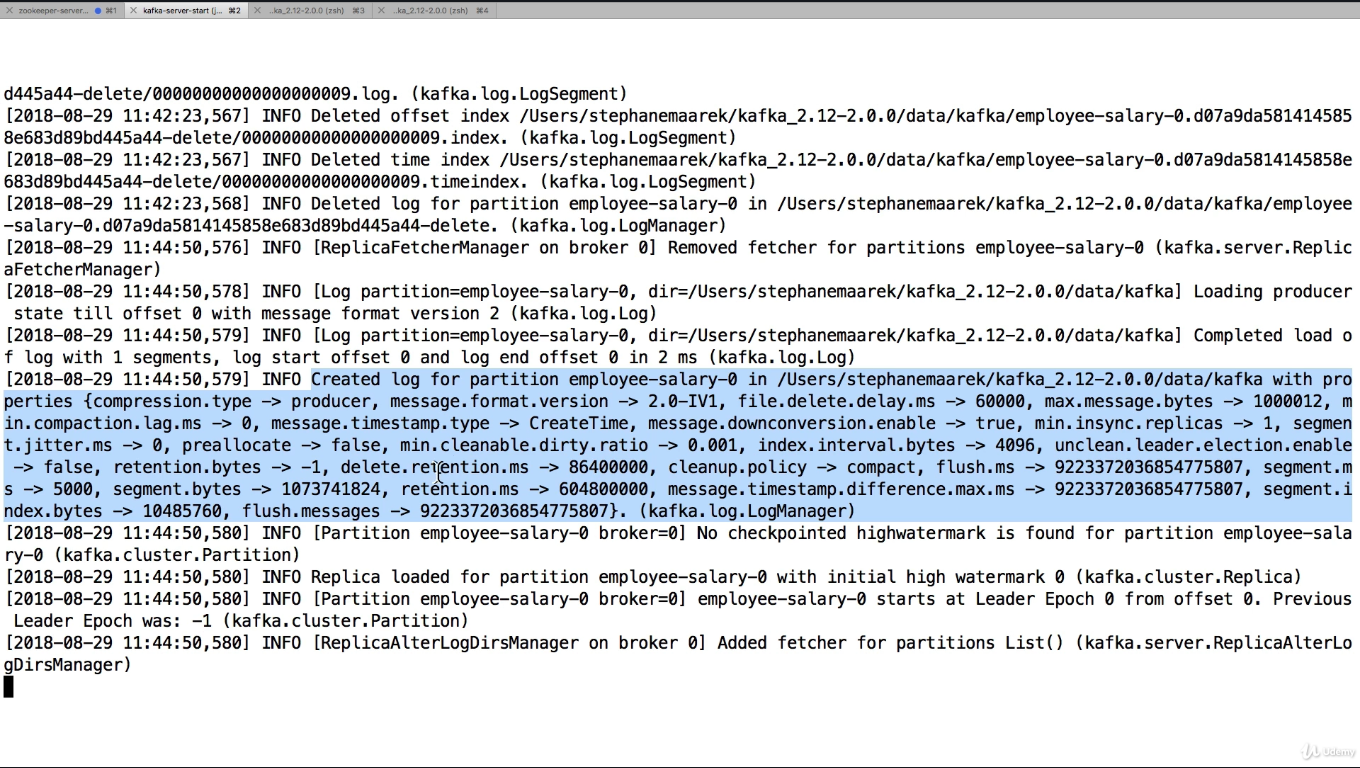 zookeeper-server... ⌘1 kafka-server-start (j... ⌘2 ..ka_2.12-2.0.0 (zsh) ⌘3 ..ka_2.12-2.0.0 (zsh) ⌘4
d445a44-delete/00000000000000000009.log. (kafka.log.LogSegment)
[2018-08-29 11:42:23,567] INFO Deleted offset index /Users/stephanemaarek/kafka_2.12-2.0.0/data/kafka/employee-salary-0.d07a9da581414585
8e683d89bd445a44-delete/00000000000000000009.index. (kafka.log.LogSegment)
[2018-08-29 11:42:23,567] INFO Deleted time index /Users/stephanemaarek/kafka_2.12-2.0.0/data/kafka/employee-salary-0.d07a9da5814145858e
683d89bd445a44-delete/00000000000000000009.timeindex. (kafka.log.LogSegment)
[2018-08-29 11:42:23,568] INFO Deleted log for partition employee-salary-0 in /Users/stephanemaarek/kafka_2.12-2.0.0/data/kafka/employee
-salary-0.d07a9da5814145858e683d89bd445a44-delete. (kafka.log.LogManager)
[2018-08-29 11:44:50,576] INFO [ReplicaFetcherManager on broker 0] Removed fetcher for partitions employee-salary-0 (kafka.server.Replic
aFetcherManager)
[2018-08-29 11:44:50,578] INFO [Log partition=employee-salary-0, dir=/Users/stephanemaarek/kafka_2.12-2.0.0/data/kafka] Loading producer
 state till offset 0 with message format version 2 (kafka.log.Log)
[2018-08-29 11:44:50,579] INFO [Log partition=employee-salary-0, dir=/Users/stephanemaarek/kafka_2.12-2.0.0/data/kafka] Completed load o
f log with 1 segments, log start offset 0 and log end offset 0 in 2 ms (kafka.log.Log)
[2018-08-29 11:44:50,579] INFO Created log for partition employee-salary-0 in /Users/stephanemaarek/kafka_2.12-2.0.0/data/kafka with pro
perties {compression.type -> producer, message.format.version -> 2.0-IV1, file.delete.delay.ms -> 60000, max.message.bytes -> 1000012, m
in.compaction.lag.ms -> 0, message.timestamp.type -> CreateTime, message.downconversion.enable -> true, min.insync.replicas -> 1, segmen
t.jitter.ms -> 0, preallocate -> false, min.cleanable.dirty.ratio -> 0.001, index.interval.bytes -> 4096, unclean.leader.election.enable
 -> false, retention.bytes -> -1, delete.retention.ms -> 86400000, cleanup.policy -> compact, flush.ms -> 9223372036854775807, segment.m
s -> 5000, segment.bytes -> 1073741824, retention.ms -> 604800000, message.timestamp.difference.max.ms -> 9223372036854775807, segment.i
ndex.bytes -> 10485760, flush.messages -> 9223372036854775807}. (kafka.log.LogManager)
[2018-08-29 11:44:50,580] INFO [Partition employee-salary-0 broker=0] No checkpointed highwatermark is found for partition employee-sala
ry-0 (kafka.cluster.Partition)
[2018-08-29 11:44:50,580] INFO Replica loaded for partition employee-salary-0 with initial high watermark 0 (kafka.cluster.Replica)
[2018-08-29 11:44:50,580] INFO [Partition employee-salary-0 broker=0] employee-salary-0 starts at Leader Epoch 0 from offset 0. Previous
 Leader Epoch was: -1 (kafka.cluster.Partition)
[2018-08-29 11:44:50,580] INFO [ReplicaAlterLogDirsManager on broker 0] Added fetcher for partitions List() (kafka.server.ReplicaAlterLo
gDirsManager)
Udemy